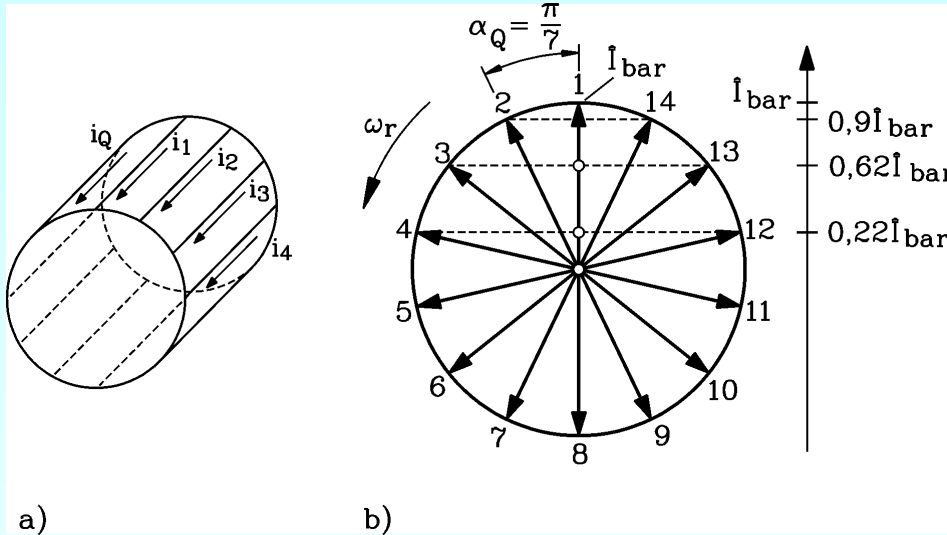 i_Q
i_1
i_2
i_3
i_4
a)
α_Q = π/7
ω_r
Î_bar
1
2
3
4
5
6
7
8
9
10
11
12
13
14
Î_bar
0,9Î_bar
0,62Î_bar
0,22Î_bar
b)